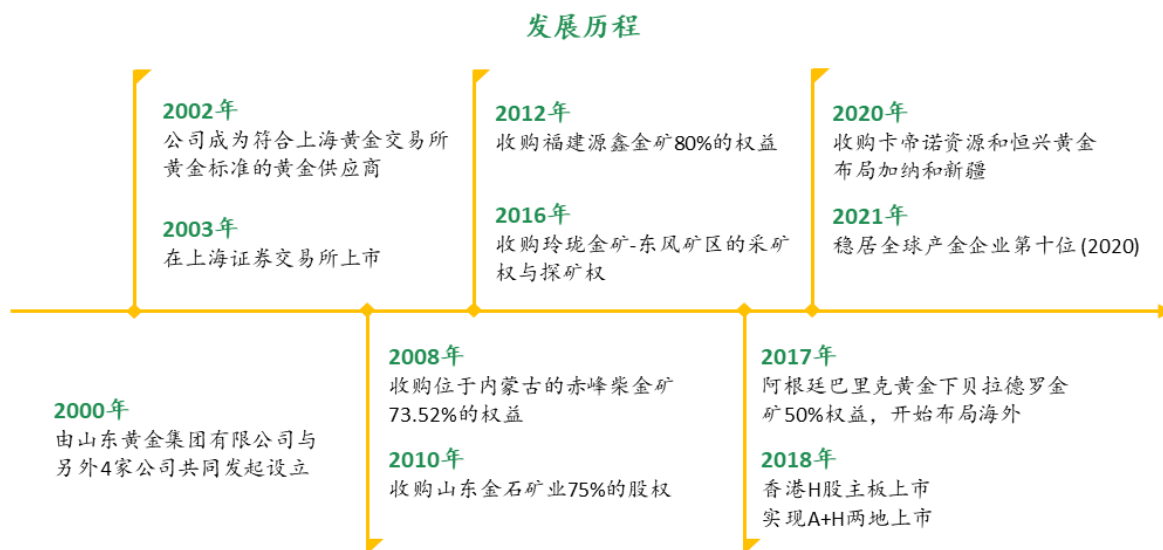 发展历程
2002年
公司成为符合上海黄金交易所
黄金标准的黄金供应商
2003年
在上海证券交易所上市
2012年
收购福建源鑫金矿80%的权益
2016年
收购玲珑金矿-东风矿区的采矿
权与探矿权
2020年
收购卡帝诺资源和恒兴黄金
布局加纳和新疆
2021年
稳居全球产金企业第十位(2020)
2000年
由山东黄金集团有限公司与
另外4家公司共同发起设立
2008年
收购位于内蒙古的赤峰柴金矿
73.52%的权益
2010年
收购山东金石矿业75%的股权
2017年
阿根廷巴里克黄金下贝拉德罗金
矿50%权益，开始布局海外
2018年
香港H股主板上市
实现A+H两地上市